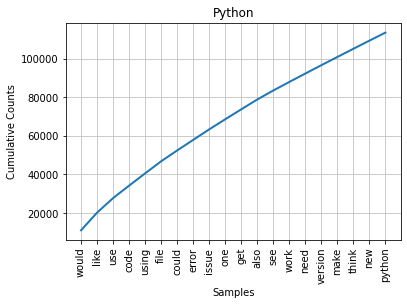 Python
Cumulative Counts
100000
80000
60000
40000
20000
would
like
use
code
using
file
could
error
issue
one
get
also
see
work
need
version
make
think
new
python
Samples